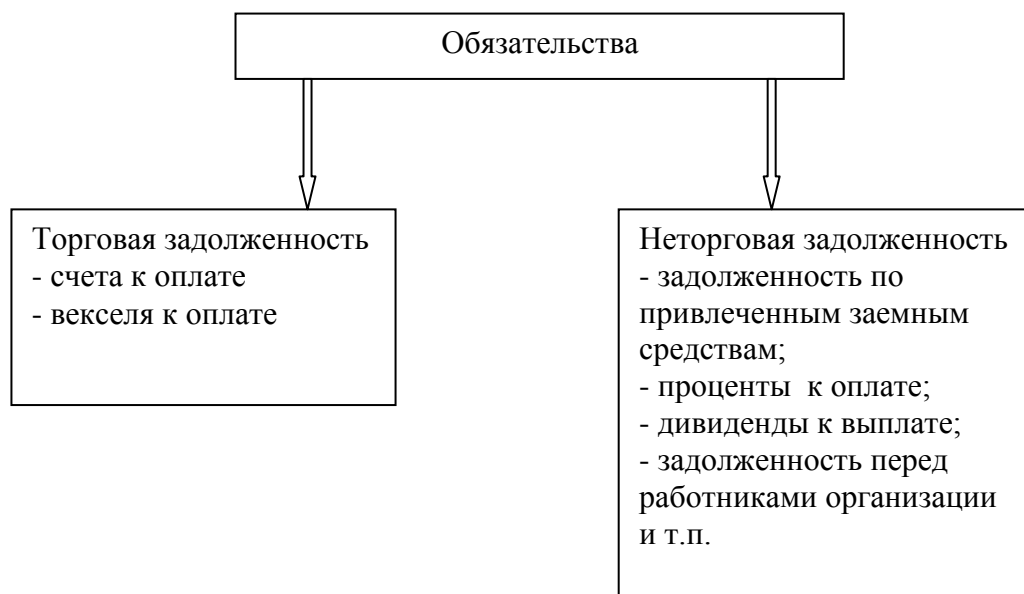 Обязательства
Торговая задолженность
- счета к оплате
- векселя к оплате
Неторговая задолженность
- задолженность по
привлеченным заемным
средствам;
- проценты  к оплате;
- дивиденды к выплате;
- задолженность перед
работниками организации
и т.п.